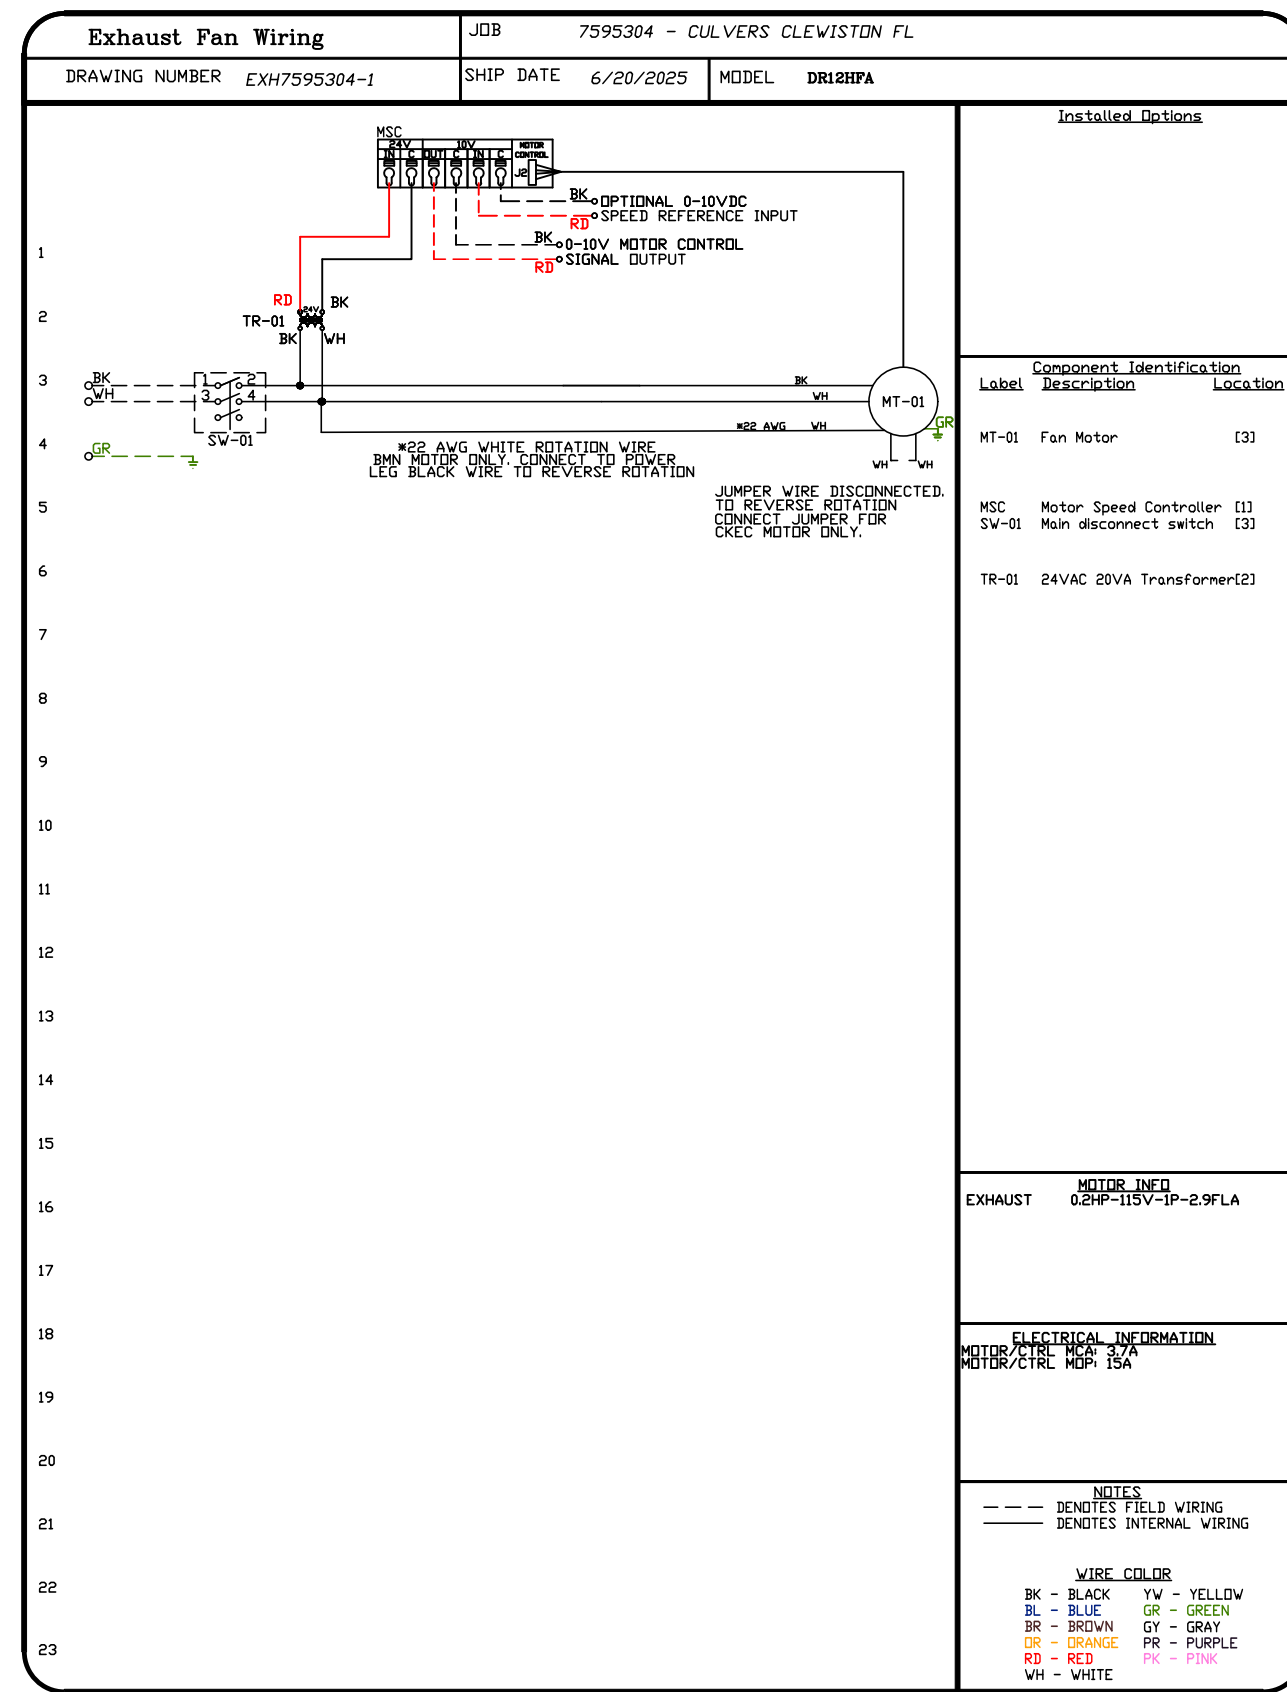 Exhaust Fan Wiring
JOB 7595304 - CULVERS CLEWISTON FL
DRAWING NUMBER EXH7595304-1
SHIP DATE 6/20/2025
MODEL DR12HFA
MSC
24V 10V MOTOR CONTROL
IN C OUT C IN C
J2
BK OPTIONAL 0-10VDC
RD SPEED REFERENCE INPUT
BK 0-10V MOTOR CONTROL
RD SIGNAL OUTPUT
RD BK
24V
TR-01
BK WH
BK 1 2 BK
WH 3 4 WH
MT-01
SW-01
*22 AWG WH
GR
GR
WH WH
*22 AWG WHITE ROTATION WIRE
BMN MOTOR ONLY. CONNECT TO POWER
LEG BLACK WIRE TO REVERSE ROTATION
JUMPER WIRE DISCONNECTED.
TO REVERSE ROTATION
CONNECT JUMPER FOR
CKEC MOTOR ONLY.
1
2
3
4
5
6
7
8
9
10
11
12
13
14
15
16
17
18
19
20
21
22
23
Installed Options
Component Identification
Label Description Location
MT-01 Fan Motor [3]
MSC Motor Speed Controller [1]
SW-01 Main disconnect switch [3]
TR-01 24VAC 20VA Transformer[2]
MOTOR INFO
EXHAUST 0.2HP-115V-1P-2.9FLA
ELECTRICAL INFORMATION
MOTOR/CTRL MCA: 3.7A
MOTOR/CTRL MOP: 15A
NOTES
DENOTES FIELD WIRING
DENOTES INTERNAL WIRING
WIRE COLOR
BK - BLACK YW - YELLOW
BL - BLUE GR - GREEN
BR - BROWN GY - GRAY
OR - ORANGE PR - PURPLE
RD - RED PK - PINK
WH - WHITE